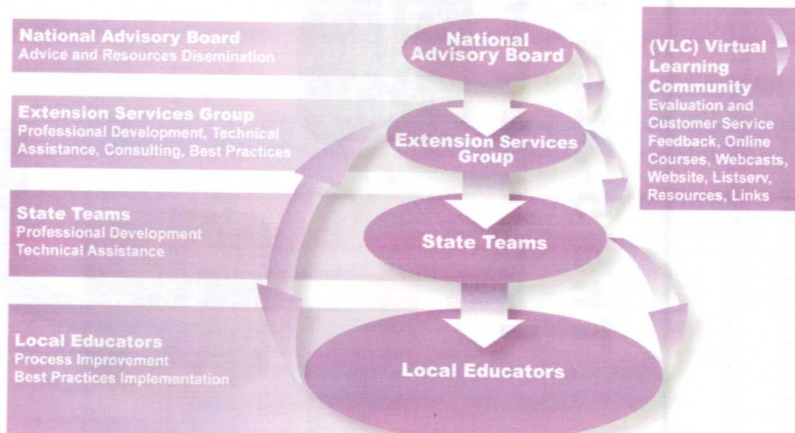 National Advisory Board
Advice and Resources Disemination
Extension Services Group
Professional Development, Technical
Assistance, Consulting, Best Practices
State Teams
Professional Development
Technical Assistance
Local Educators
Process Improvement
Best Practices Implementation
National
Advisory Board
Extension Services
Group
State Teams
Local Educators
(VLC) Virtual
Learning
Community
Evaluation and
Customer Service
Feedback, Online
Courses, Webcasts,
Website, Listserv,
Resources, Links